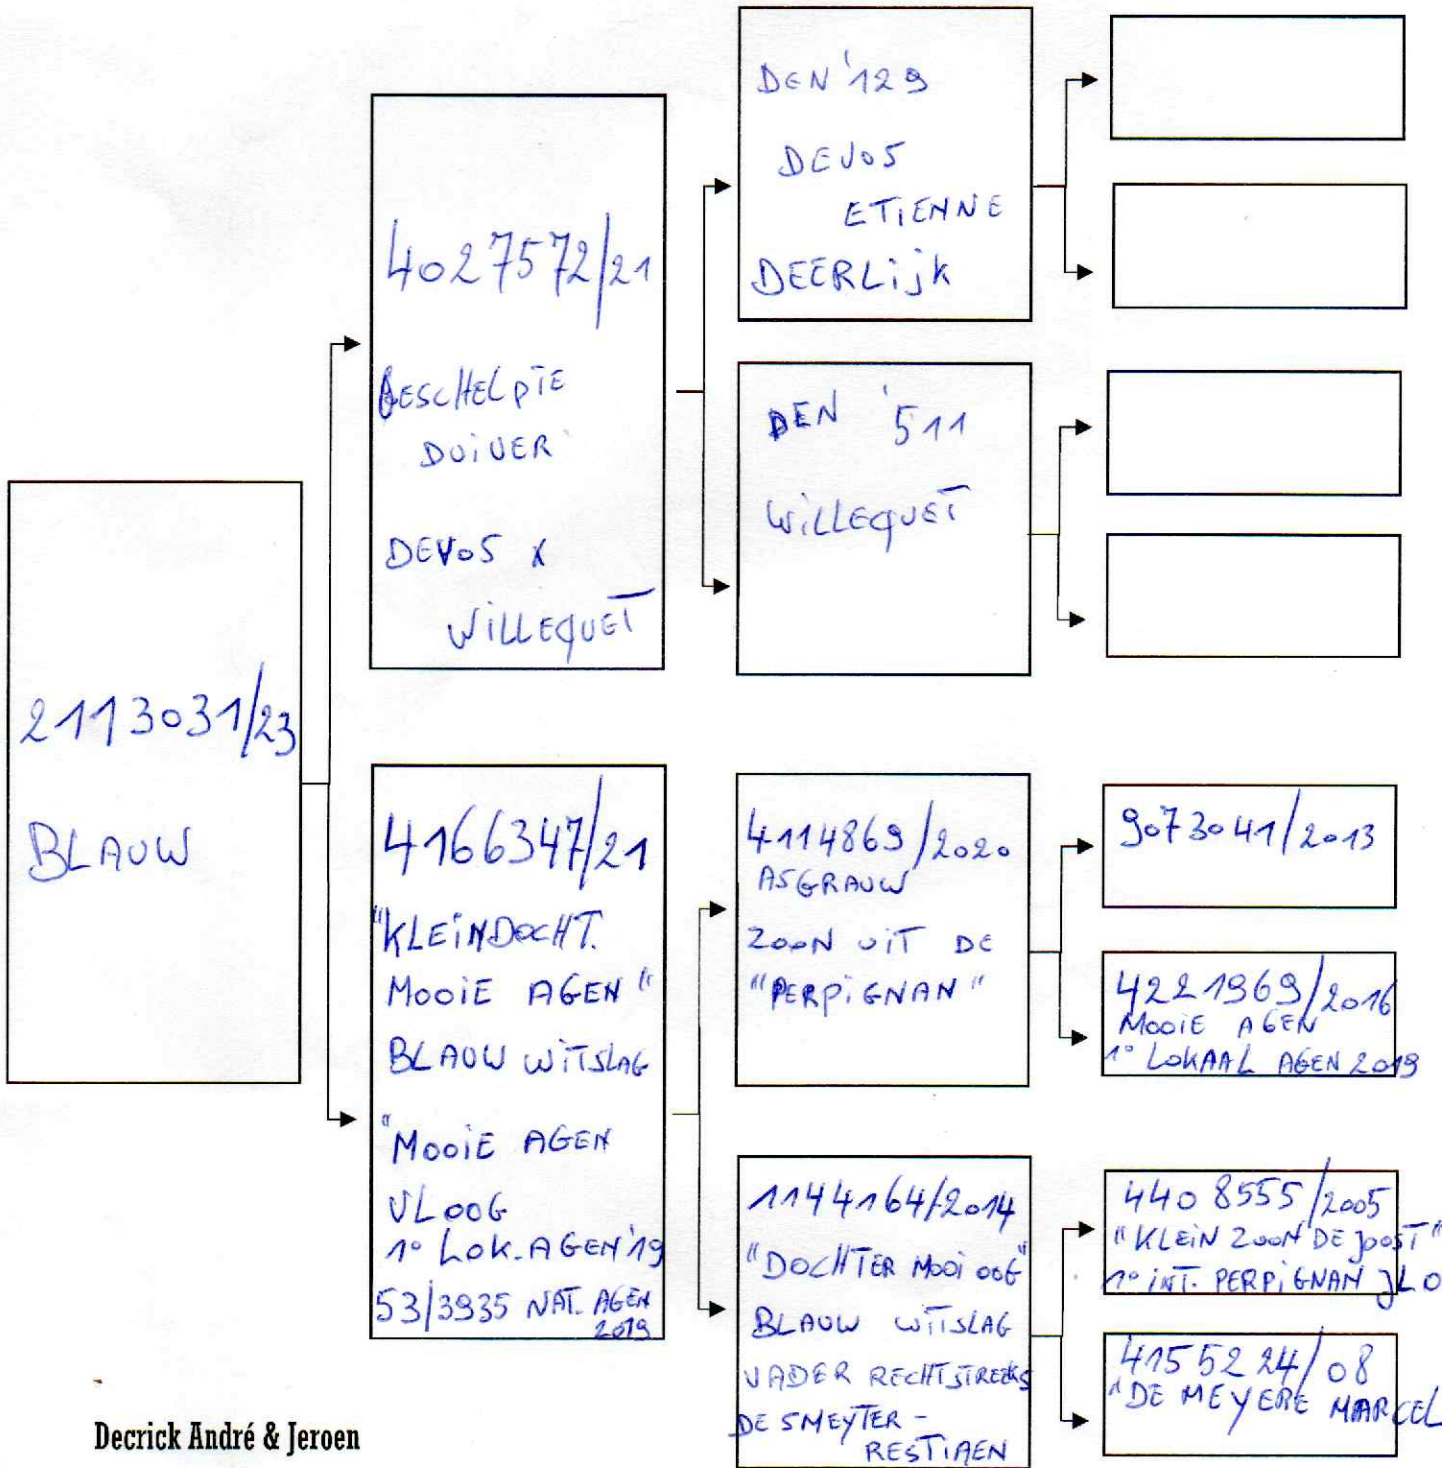 2113031/23
BLAUW
4027572/21
GESCHELPTE
DUIVER
DEVOS X
WILLEQUET
4166347/21
"KLEINDOCHT.
MOOIE AGEN"
BLAUW WITSLAG
"MOOIE AGEN
VLOOG
1° LOK. AGEN '19
53/3935 NAT. AGEN
2019
DEN '129
DEVOS
ETIENNE
DEERLIJK
DEN '511
WILLEQUET
4114869/2020
ASGRAUW
ZOON UIT DE
"PERPIGNAN"
1144164/2014
"DOCHTER MOOI OOG"
BLAUW WITSLAG
VADER RECHTSTREEKS
DE SMEYTER -
RESTIAEN
9073041/2013
4221969/2016
MOOIE AGEN
1° LOKAAL AGEN 2019
4408555/2005
"KLEINZOON DE JOOST"
1° INT. PERPIGNAN JLO
4155224/08
"DE MEYERE MARCEL
Decrick André & Jeroen